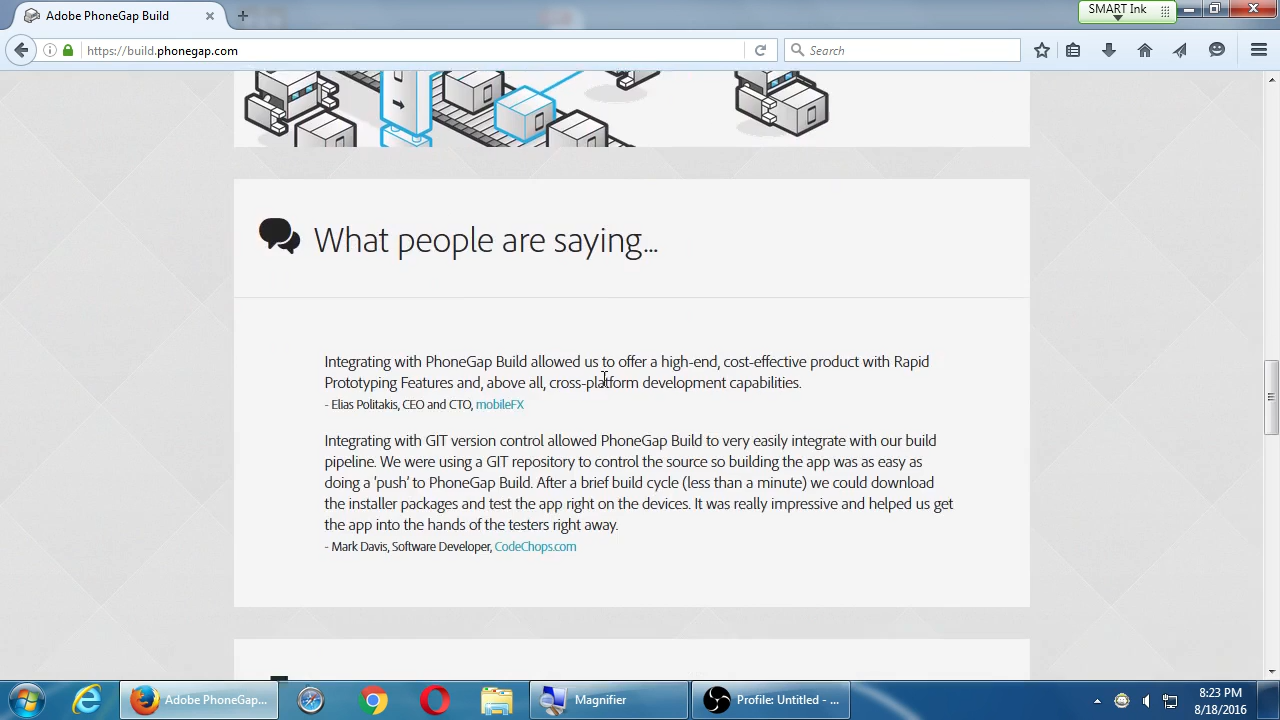 Adobe PhoneGap Build
SMART Ink
https://build.phonegap.com
Search
What people are saying...
Integrating with PhoneGap Build allowed us to offer a high-end, cost-effective product with Rapid
Prototyping Features and, above all, cross-platform development capabilities.
- Elias Politakis, CEO and CTO, mobileFX
Integrating with GIT version control allowed PhoneGap Build to very easily integrate with our build
pipeline. We were using a GIT repository to control the source so building the app was as easy as
doing a 'push' to PhoneGap Build. After a brief build cycle (less than a minute) we could download
the installer packages and test the app right on the devices. It was really impressive and helped us get
the app into the hands of the testers right away.
- Mark Davis, Software Developer, CodeChops.com
Adobe PhoneGap...
Magnifier
Profile: Untitled - ...
8:23 PM
8/18/2016